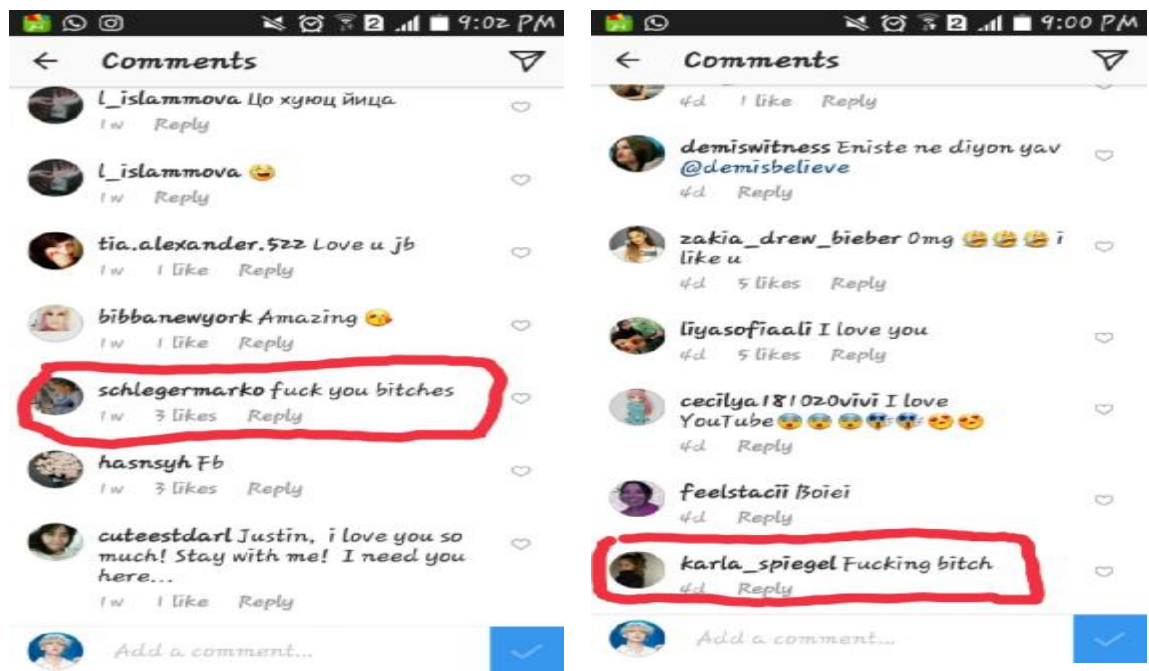 2 9:02 PM
Comments
l_islammova Цо хуюц йица
1w Reply
l_islammova 😂
1w Reply
tia.alexander.522 Love u jb
1w 1 like Reply
bibbanewyork Amazing 😘
1w 1 like Reply
schlegermarko fuck you bitches
1w 3 likes Reply
hasnsyh Fb
1w 3 likes Reply
cuteestdarl Justin, i love you so
much! Stay with me! I need you
here...
1w 1 like Reply
Add a comment...
2 9:00 PM
Comments
4d 1 like Reply
demiswitness Eniste ne diyon yav
@demisbelieve
4d Reply
zakia_drew_bieber Omg 😭😭😭 i
like u
4d 5 likes Reply
liyasofiaali I love you
4d 5 likes Reply
cecilya181020vivi I love
YouTube😨😨😨😱😱😍😍
4d Reply
feelstacii Boiei
4d Reply
karla_spiegel Fucking bitch
4d Reply
Add a comment...